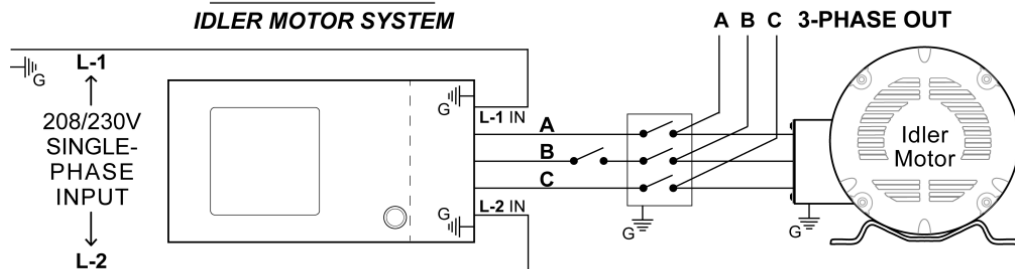 IDLER MOTOR SYSTEM
A B C 3-PHASE OUT
G
L-1
208/230V
SINGLE-
PHASE
INPUT
L-2
G
L-1 IN
A
B
C
L-2 IN
G
G
G
Idler
Motor